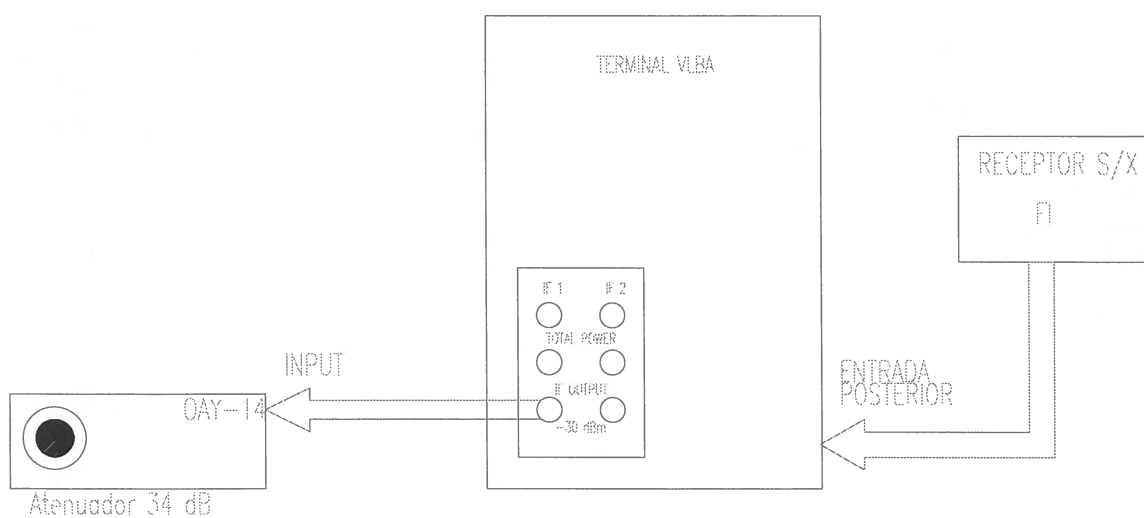 TERMINAL VLBA
RECEPTOR S/X
FI
IF 1 IF 2
TOTAL POWER
IF OUTPUT
-30 dBm
INPUT
ENTRADA
POSTERIOR
OAY-14
Atenuador 34 dB